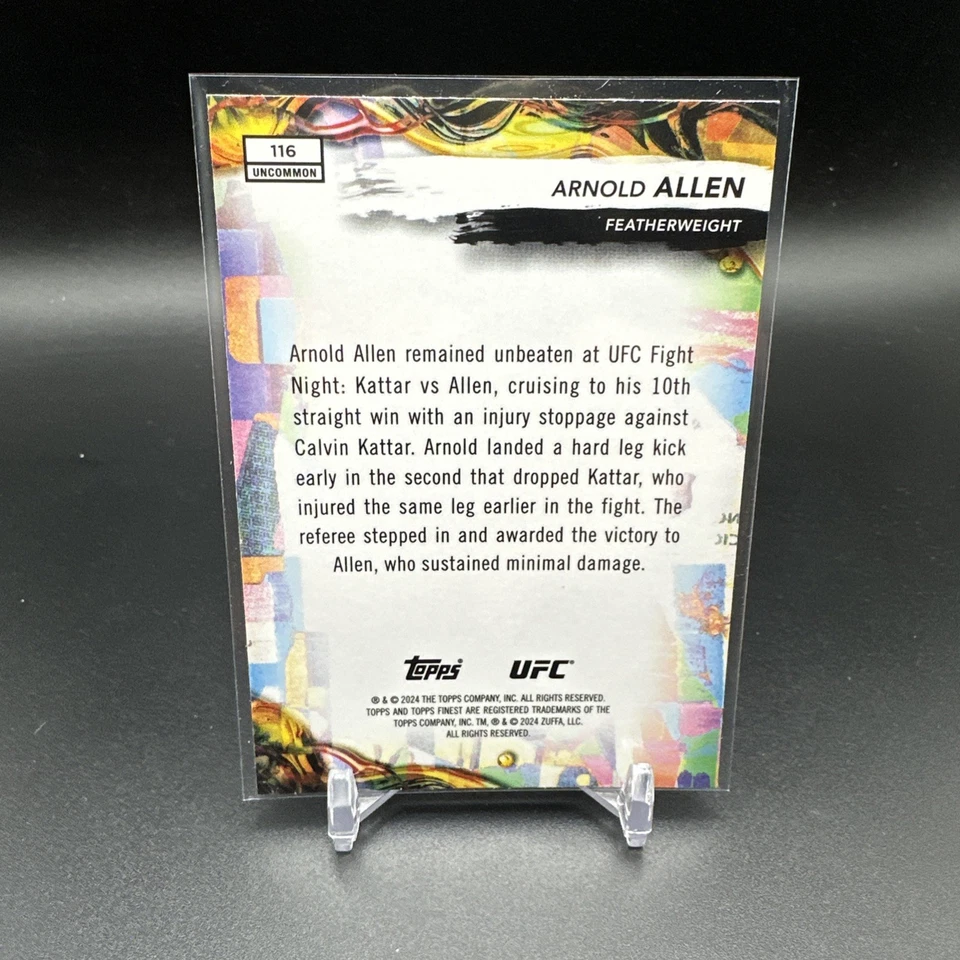 116
UNCOMMON
ARNOLD ALLEN
FEATHERWEIGHT
Arnold Allen remained unbeaten at UFC Fight
Night: Kattar vs Allen, cruising to his 10th
straight win with an injury stoppage against
Calvin Kattar. Arnold landed a hard leg kick
early in the second that dropped Kattar, who
injured the same leg earlier in the fight. The
referee stepped in and awarded the victory to
Allen, who sustained minimal damage.
Topps® UFC®
® & © 2024 THE TOPPS COMPANY, INC. ALL RIGHTS RESERVED.
TOPPS AND TOPPS FINEST ARE REGISTERED TRADEMARKS OF THE
TOPPS COMPANY, INC. TM, ® & © 2024 ZUFFA, LLC.
ALL RIGHTS RESERVED.